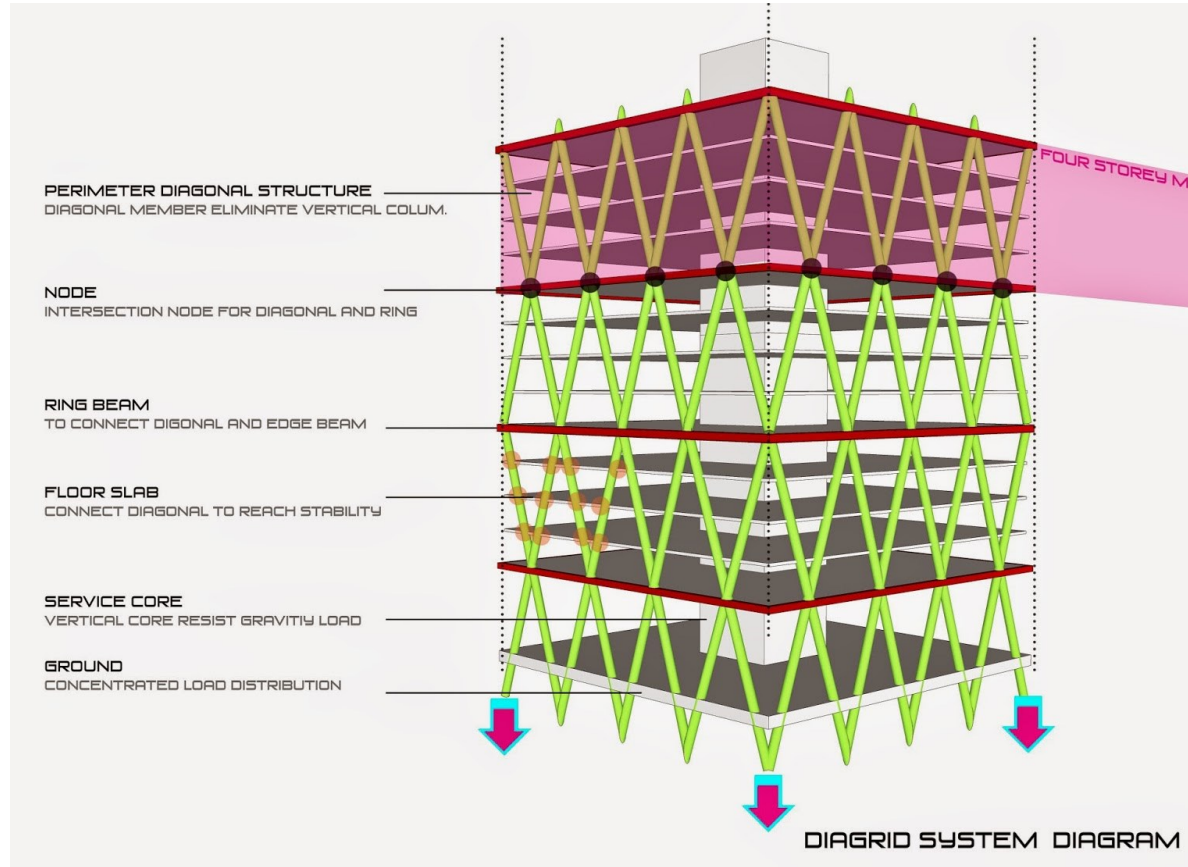 FOUR STOREY M
PERIMETER DIAGONAL STRUCTURE
DIAGONAL MEMBER ELIMINATE VERTICAL COLUM.
NODE
INTERSECTION NODE FOR DIAGONAL AND RING
RING BEAM
TO CONNECT DIGONAL AND EDGE BEAM
FLOOR SLAB
CONNECT DIAGONAL TO REACH STABILITY
SERVICE CORE
VERTICAL CORE RESIST GRAVITIY LOAD
GROUND
CONCENTRATED LOAD DISTRIBUTION
DIAGRID SYSTEM DIAGRAM